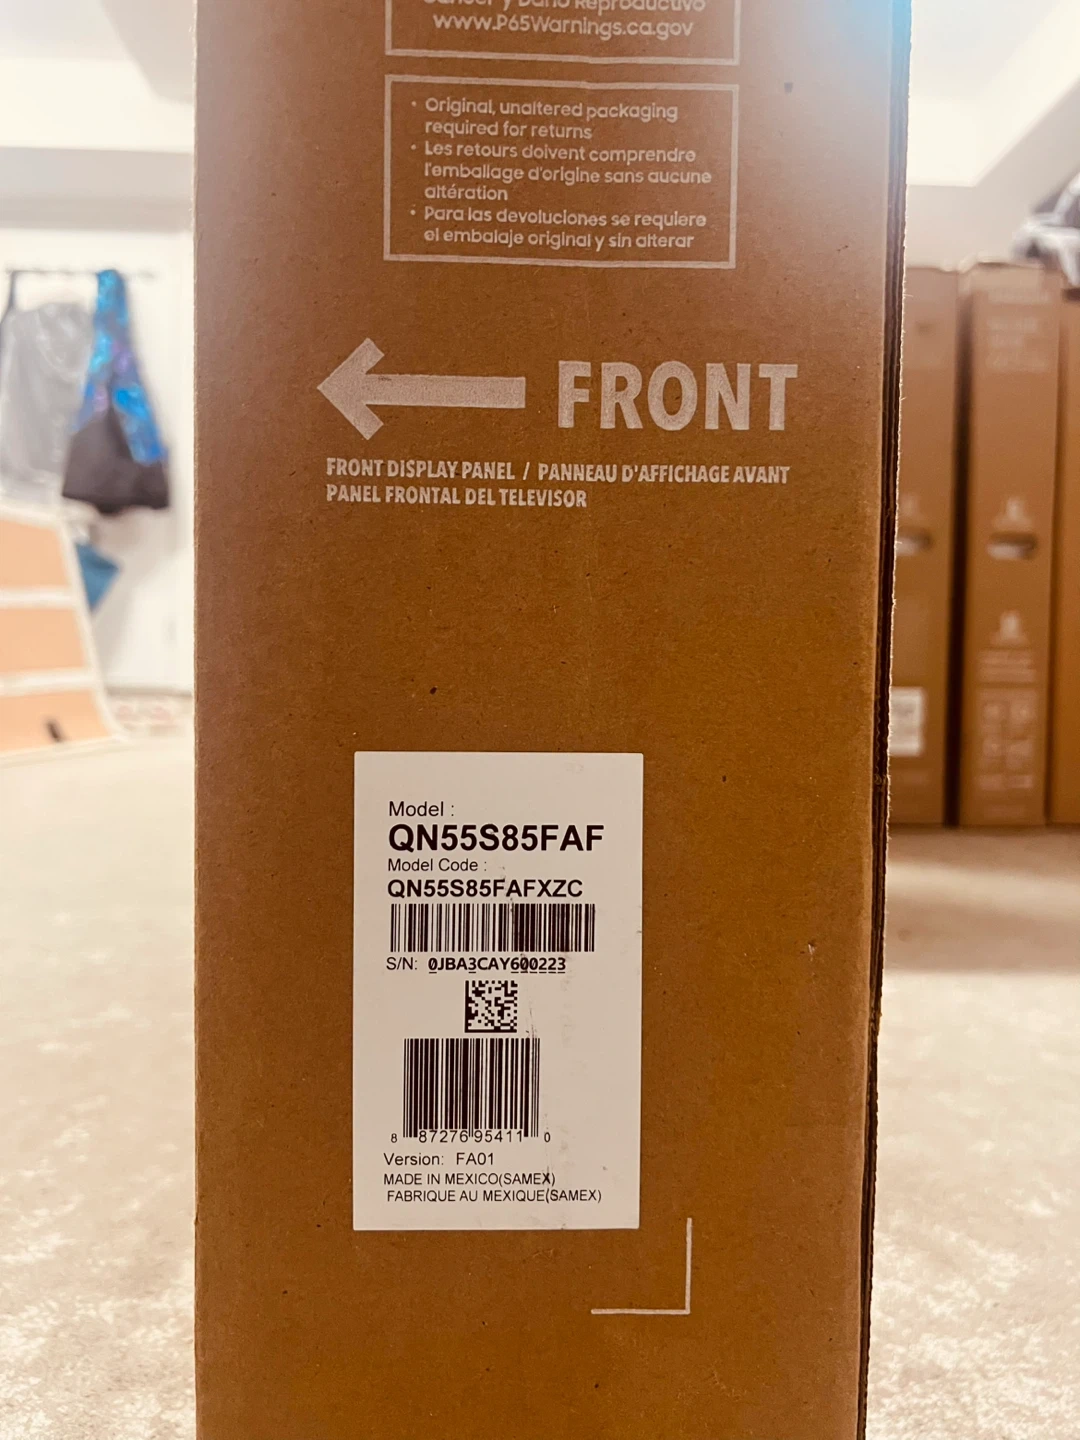 Cancer y Daño Reproductivo
www.P65Warnings.ca.gov
• Original, unaltered packaging
required for returns
• Les retours doivent comprendre
l'emballage d'origine sans aucune
altération
• Para las devoluciones se requiere
el embalaje original y sin alterar
FRONT
FRONT DISPLAY PANEL / PANNEAU D'AFFICHAGE AVANT
PANEL FRONTAL DEL TELEVISOR
Model :
QN55S85FAF
Model Code :
QN55S85FAFXZC
S/N: 0JBA3CAY600223
8 87276 95411 0
Version: FA01
MADE IN MEXICO(SAMEX)
FABRIQUE AU MEXIQUE(SAMEX)